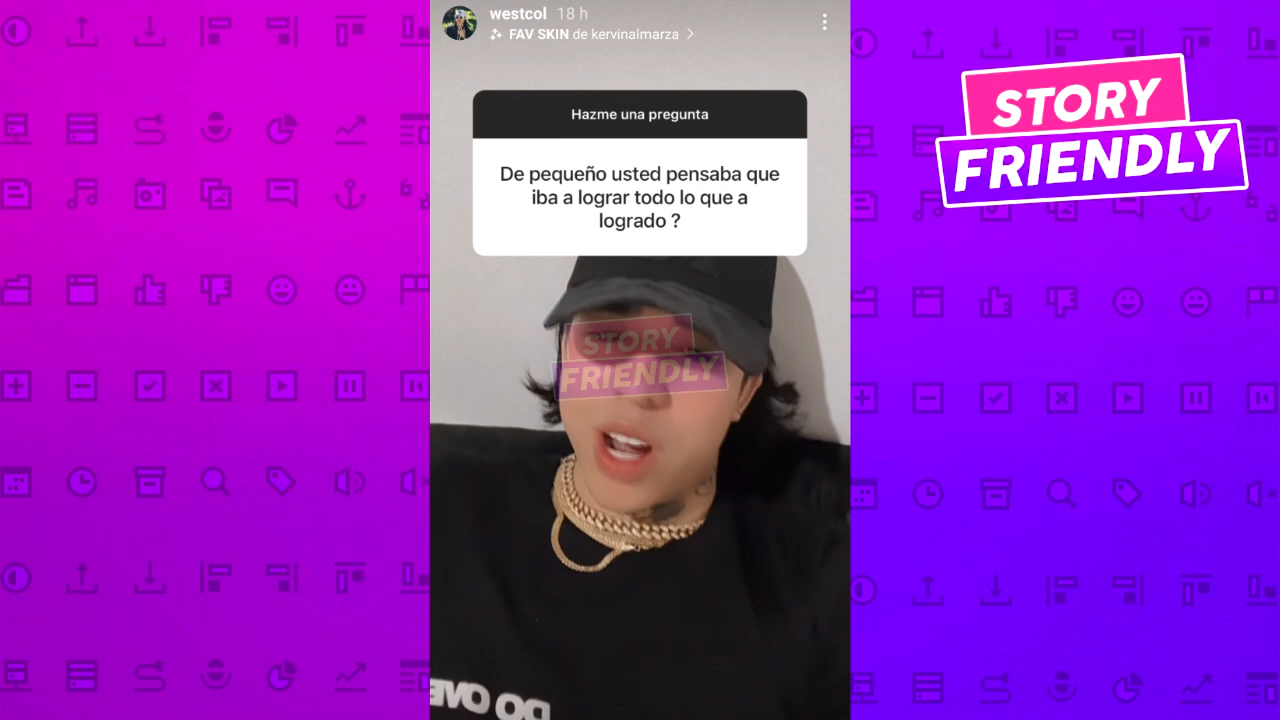 westcol 18 h
FAV SKIN de kervinalmarza
Hazme una pregunta
De pequeño usted pensaba que
iba a lograr todo lo que a
logrado ?
STORY
FRIENDLY
STORY
FRIENDLY